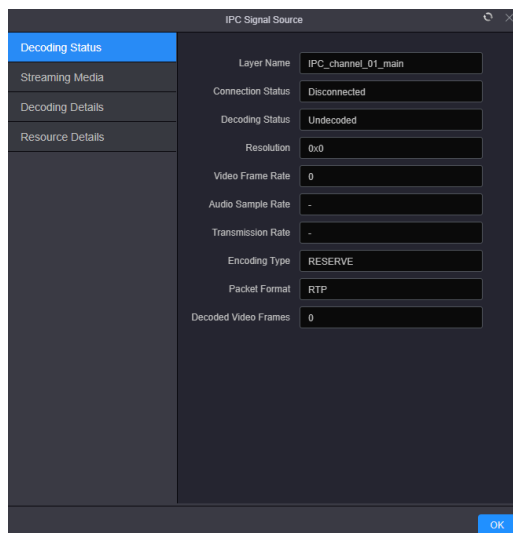 IPC Signal Source
Decoding Status
Streaming Media
Decoding Details
Resource Details
Layer Name IPC_channel_01_main
Connection Status Disconnected
Decoding Status Undecoded
Resolution 0x0
Video Frame Rate 0
Audio Sample Rate -
Transmission Rate -
Encoding Type RESERVE
Packet Format RTP
Decoded Video Frames 0
OK